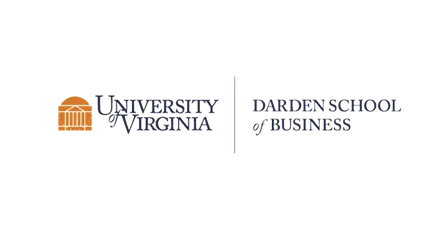 UNIVERSITY
of VIRGINIA
DARDEN SCHOOL
of BUSINESS